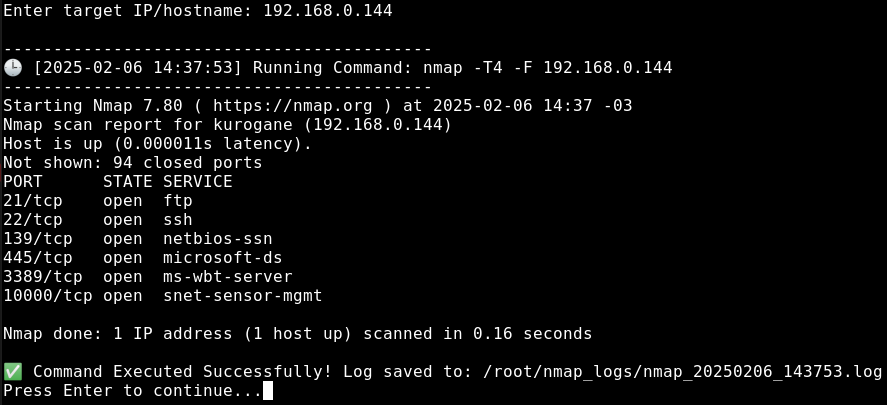 Enter target IP/hostname: 192.168.0.144
-------------------------------------------
🕒 [2025-02-06 14:37:53] Running Command: nmap -T4 -F 192.168.0.144
-------------------------------------------
Starting Nmap 7.80 ( https://nmap.org ) at 2025-02-06 14:37 -03
Nmap scan report for kurogane (192.168.0.144)
Host is up (0.000011s latency).
Not shown: 94 closed ports
PORT      STATE SERVICE
21/tcp    open  ftp
22/tcp    open  ssh
139/tcp   open  netbios-ssn
445/tcp   open  microsoft-ds
3389/tcp  open  ms-wbt-server
10000/tcp open  snet-sensor-mgmt
Nmap done: 1 IP address (1 host up) scanned in 0.16 seconds
✅ Command Executed Successfully! Log saved to: /root/nmap_logs/nmap_20250206_143753.log
Press Enter to continue...